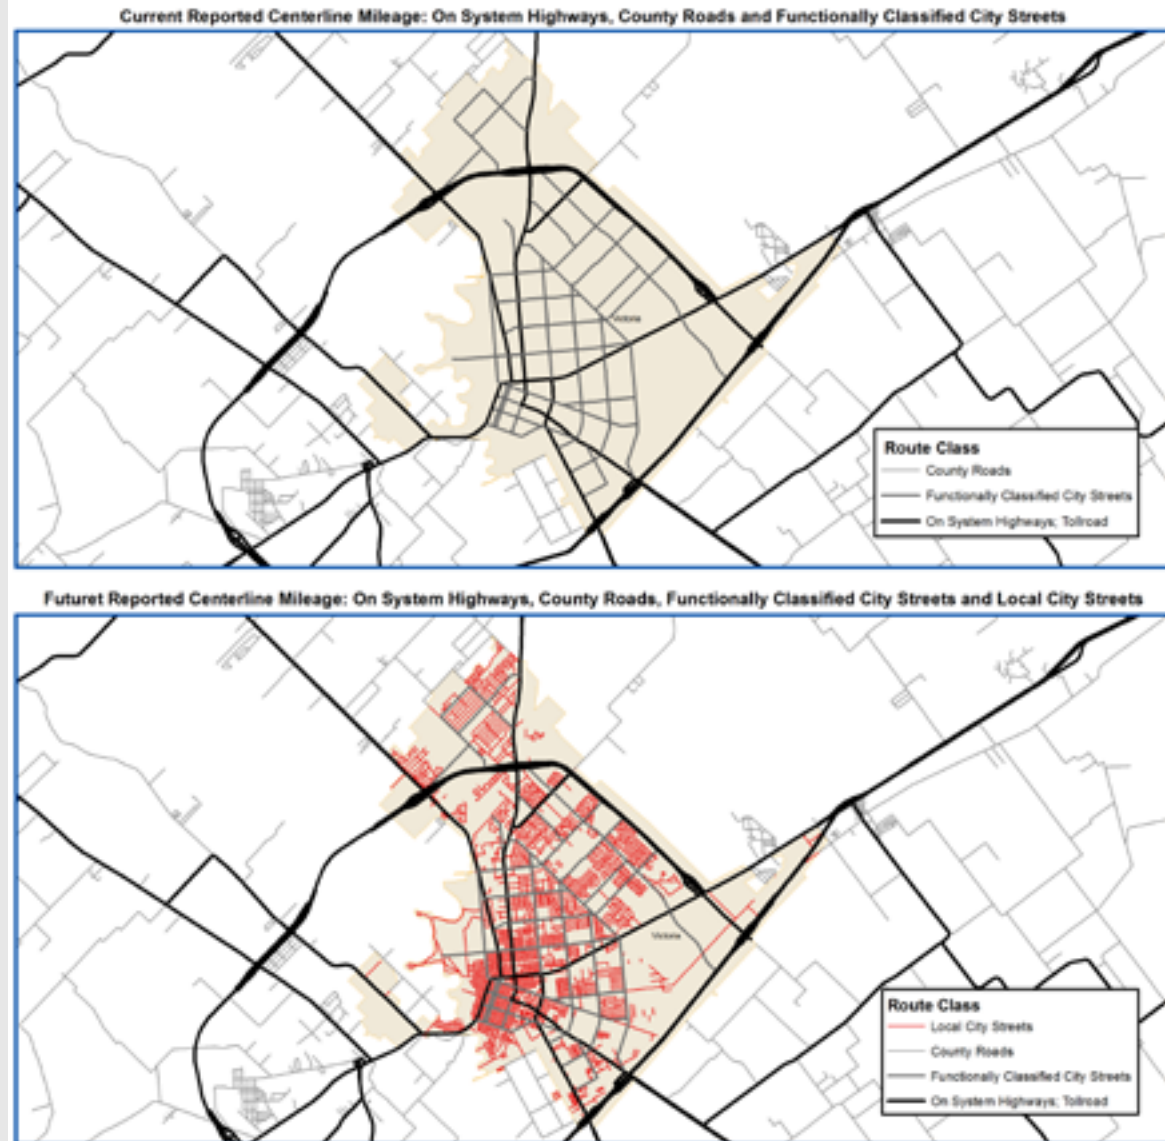 Current Reported Centerline Mileage: On System Highways, County Roads and Functionally Classified City Streets
Victoria
Route Class
County Roads
Functionally Classified City Streets
On System Highways; Tollroad
Futuret Reported Centerline Mileage: On System Highways, County Roads, Functionally Classified City Streets and Local City Streets
Victoria
Route Class
Local City Streets
County Roads
Functionally Classified City Streets
On System Highways; Tollroad